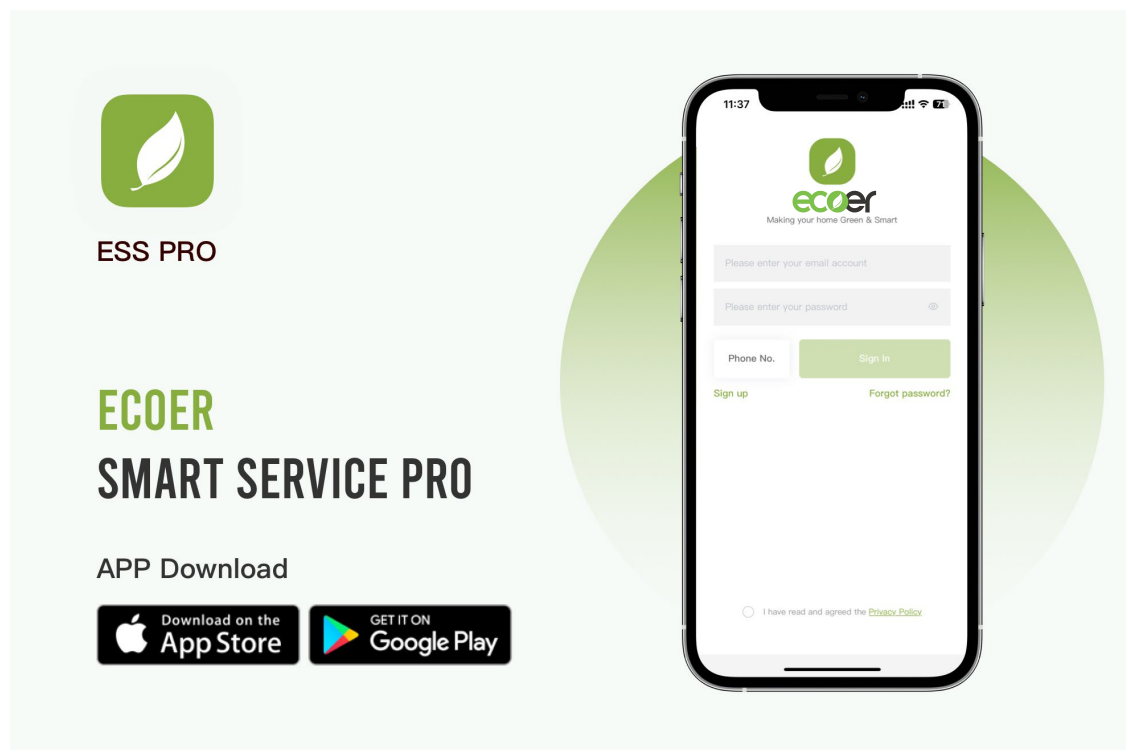 ESS PRO
ECOER
SMART SERVICE PRO
APP Download
Download on the
App Store
GET IT ON
Google Play
11:37
71
ecoer
Making your home Green & Smart
Please enter your email account
Please enter your password
Phone No.
Sign In
Sign up
Forgot password?
I have read and agreed the Privacy Policy